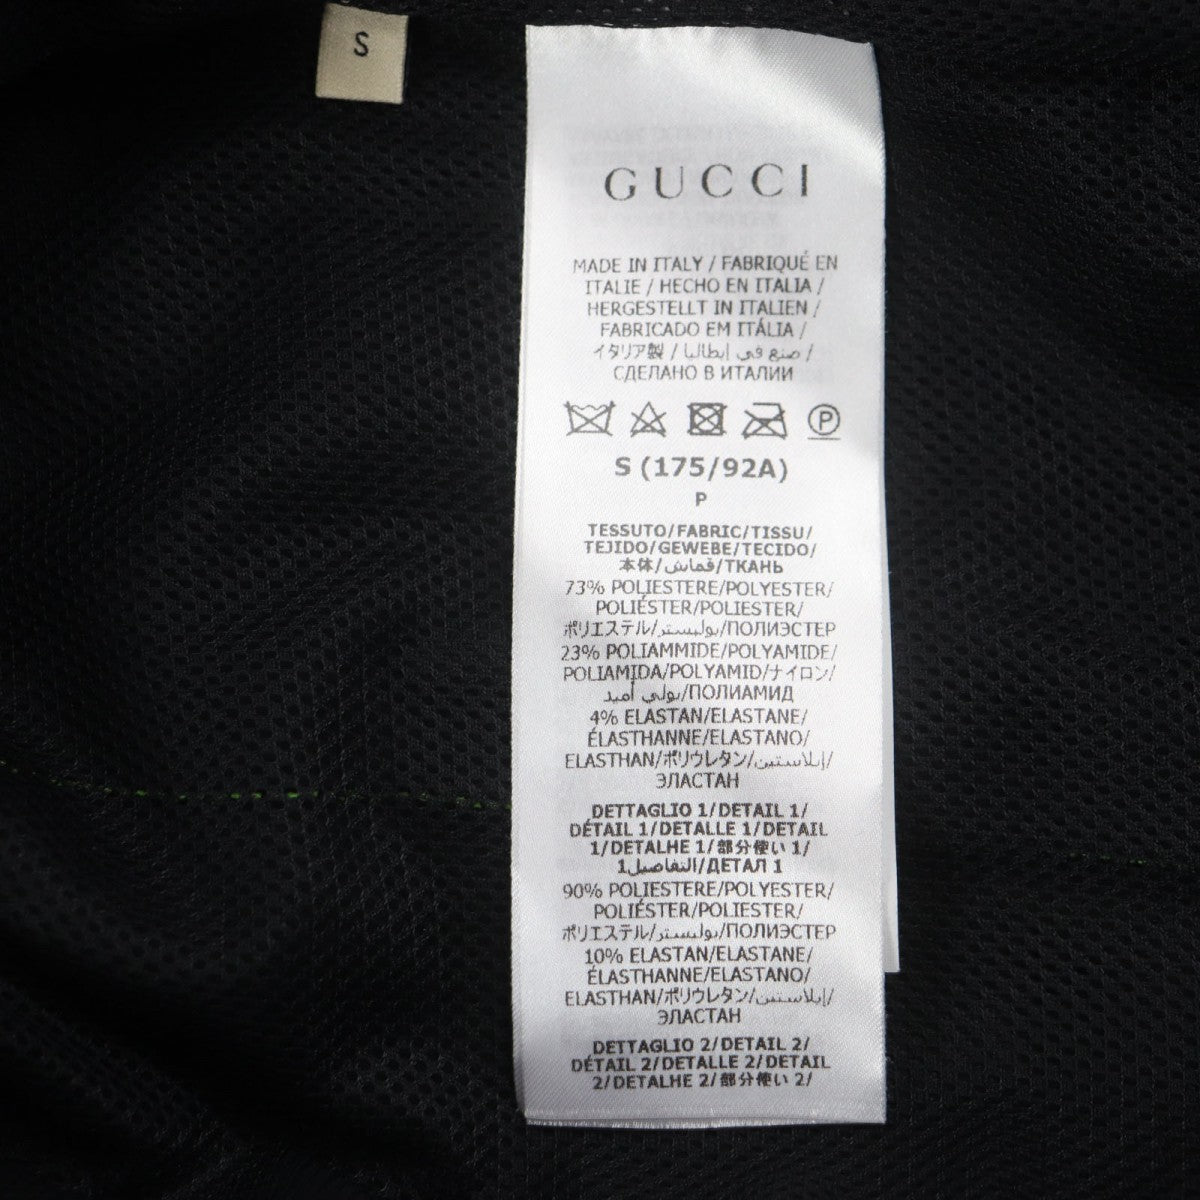 S
GUCCI
MADE IN ITALY / FABRIQUÉ EN
ITALIE / HECHO EN ITALIA /
HERGESTELLT IN ITALIEN /
FABRICADO EM ITÁLIA /
イタリア製 / صنع في إيطاليا /
СДЕЛАНО В ИТАЛИИ
P
S (175/92A)
P
TESSUTO/FABRIC/TISSU/
TEJIDO/GEWEBE/TECIDO/
本体/قماش/ТКАНЬ
73% POLIESTERE/POLYESTER/
POLIÉSTER/POLIESTER/
ポリエステル/بوليستر/ПОЛИЭСТЕР
23% POLIAMMIDE/POLYAMIDE/
POLIAMIDA/POLYAMID/ナイロン/
بولي أميد/ПОЛИАМИД
4% ELASTAN/ELASTANE/
ÉLASTHANNE/ELASTANO/
ELASTHAN/ポリウレタン/إيلاستين/
ЭЛАСТАН
DETTAGLIO 1/DETAIL 1/
DÉTAIL 1/DETALLE 1/DETAIL
1/DETALHE 1/部分使い 1/
التفاصيل1/ДЕТАЛ 1
90% POLIESTERE/POLYESTER/
POLIÉSTER/POLIESTER/
ポリエステル/بوليستر/ПОЛИЭСТЕР
10% ELASTAN/ELASTANE/
ÉLASTHANNE/ELASTANO/
ELASTHAN/ポリウレタン/إيلاستين/
ЭЛАСТАН
DETTAGLIO 2/DETAIL 2/
DÉTAIL 2/DETALLE 2/DETAIL
2/DETALHE 2/部分使い 2/